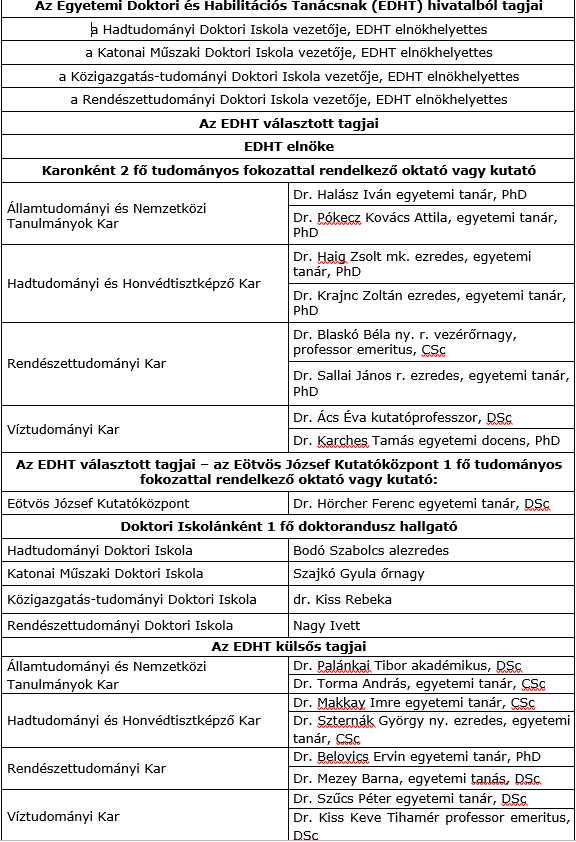 Az Egyetemi Doktori és Habilitációs Tanácsnak (EDHT) hivatalból tagjai
a Hadtudományi Doktori Iskola vezetője, EDHT elnökhelyettes
a Katonai Műszaki Doktori Iskola vezetője, EDHT elnökhelyettes
a Közigazgatás-tudományi Doktori Iskola vezetője, EDHT elnökhelyettes
a Rendészettudományi Doktori Iskola vezetője, EDHT elnökhelyettes
Az EDHT választott tagjai
EDHT elnöke
Karonként 2 fő tudományos fokozattal rendelkező oktató vagy kutató
Államtudományi és Nemzetközi
Tanulmányok Kar
Dr. Halász Iván egyetemi tanár, PhD
Dr. Pókecz Kovács Attila, egyetemi tanár,
PhD
Hadtudományi és Honvédtisztképző Kar
Dr. Haig Zsolt mk. ezredes, egyetemi
tanár, PhD
Dr. Krajnc Zoltán ezredes, egyetemi tanár,
PhD
Rendészettudományi Kar
Dr. Blaskó Béla ny. r. vezérőrnagy,
professor emeritus, CSc
Dr. Sallai János r. ezredes, egyetemi tanár,
PhD
Víztudományi Kar
Dr. Ács Éva kutatóprofesszor, DSc
Dr. Karches Tamás egyetemi docens, PhD
Az EDHT választott tagjai – az Eötvös József Kutatóközpont 1 fő tudományos
fokozattal rendelkező oktató vagy kutató:
Eötvös József Kutatóközpont
Dr. Hörcher Ferenc egyetemi tanár, DSc
Doktori Iskolánként 1 fő doktorandusz hallgató
Hadtudományi Doktori Iskola
Bodó Szabolcs alezredes
Katonai Műszaki Doktori Iskola
Szajkó Gyula őrnagy
Közigazgatás-tudományi Doktori Iskola
dr. Kiss Rebeka
Rendészettudományi Doktori Iskola
Nagy Ivett
Az EDHT külsős tagjai
Államtudományi és Nemzetközi
Tanulmányok Kar
Dr. Palánkai Tibor akadémikus, DSc
Dr. Torma András, egyetemi tanár, CSc
Hadtudományi és Honvédtisztképző Kar
Dr. Makkay Imre egyetemi tanár, CSc
Dr. Szternák György ny. ezredes, egyetemi
tanár, CSc
Rendészettudományi Kar
Dr. Belovics Ervin egyetemi tanár, PhD
Dr. Mezey Barna, egyetemi tanás, DSc
Víztudományi Kar
Dr. Szűcs Péter egyetemi tanár, DSc
Dr. Kiss Keve Tihamér professor emeritus,
DSc